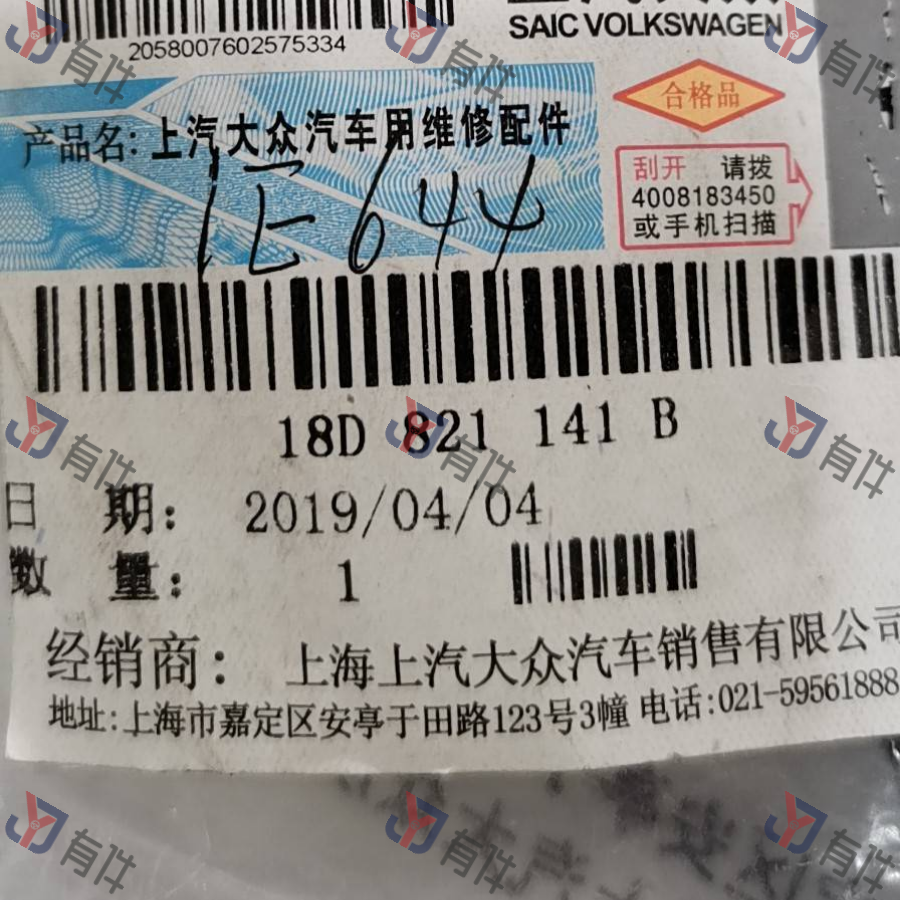 2058007602575334
SAIC VOLKSWAGEN
合格品
产品名: 上汽大众汽车用维修配件
刮开 请拨
4008183450
或手机扫描
1E644
18D 821 141 B
日 期: 2019/04/04
数 量: 1
经销商: 上海上汽大众汽车销售有限公司
地址:上海市嘉定区安亭于田路123号3幢 电话:021-59561888
有件